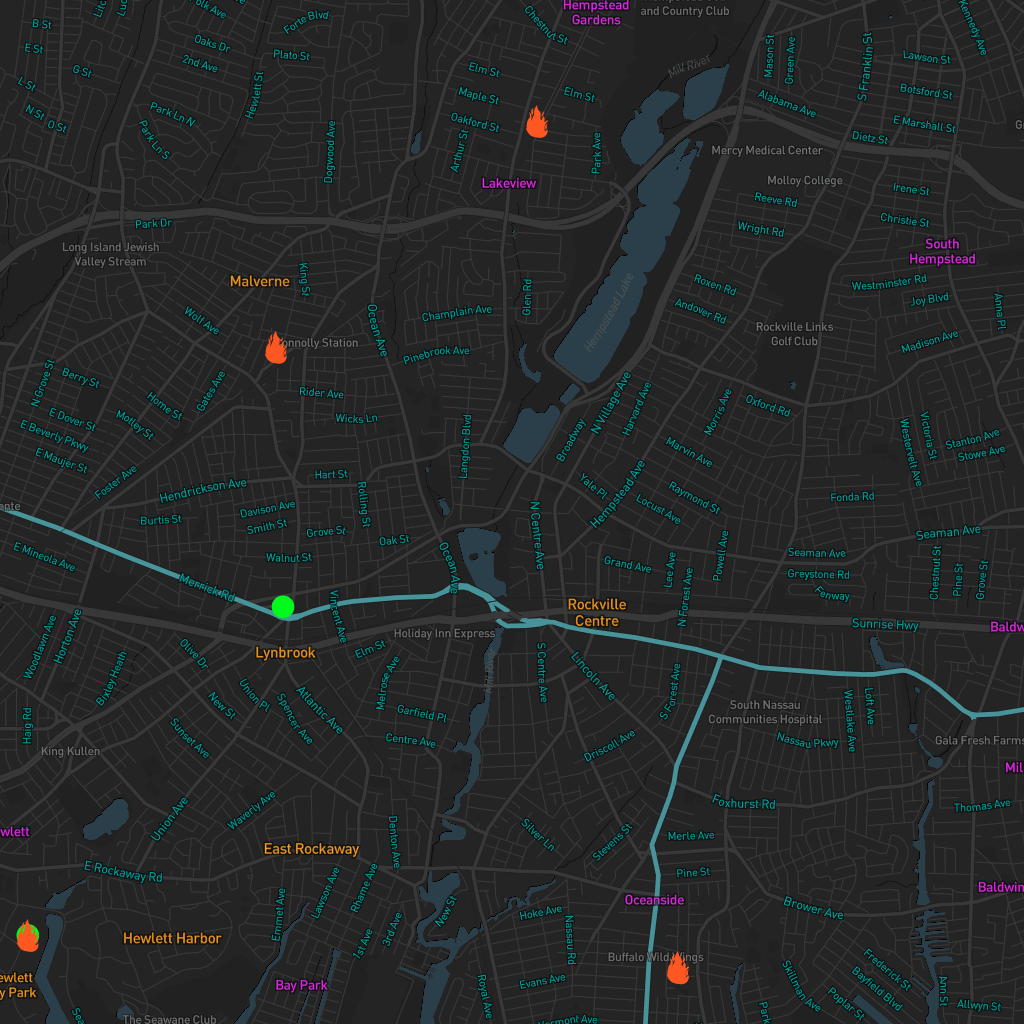 Hempstead
Gardens
and Country Club
Forte Blvd
Chestnut St
Kennedy Ave
B St
E St
Oaks Dr
Plato St
2nd Ave
G St
L St
N St
O St
Hewlett St
Park Ln N
Park Ln S
Dogwood Ave
Elm St
Maple St
Elm St
Oakford St
Arthur St
Park Ave
Mill River
Mason St
Green Ave
S Franklin St
Lawson St
Botsford St
Alabama Ave
E Marshall St
Dietz St
Mercy Medical Center
Molloy College
Lakeview
Irene St
Reeve Rd
Christie St
Wright Rd
Park Dr
Long Island Jewish
Valley Stream
South
Hempstead
Malverne
King St
Glen Rd
Roxen Rd
Westminster Rd
Joy Blvd
Anna Pl
Andover Rd
Hempstead Lake
Champlain Ave
Wolf Ave
Ocean Ave
Connolly Station
Rockville Links
Golf Club
Madison Ave
Pinebrook Ave
N Grove St
Berry St
Gates Ave
Rider Ave
N Village Ave
Harvard Ave
Morris Ave
Oxford Rd
Home St
E Dover St
Motley St
E Beverly Pkwy
E Maujer St
Wicks Ln
Langdon Blvd
Broadway
Marvin Ave
Westervelt Ave
Victoria St
Stanton Ave
Stowe Ave
Foster Ave
Hart St
Hendrickson Ave
Rolling St
Yale Pl
Hempstead Ave
Raymond St
Locust Ave
Fonda Rd
Burtis St
Davison Ave
Smith St
Grove St
Oak St
N Centre Ave
Seaman Ave
Walnut St
E Mineola Ave
Ocean Ave
Grand Ave
Lee Ave
Powell Ave
Seaman Ave
Greystone Rd
Chestnut St
Pine St
Grove St
Fenway
Merrick Rd
Vincent Ave
N Forest Ave
Rockville
Centre
Sunrise Hwy
Holiday Inn Express
Woodlawn Ave
Horton Ave
Lynbrook
Elm St
Olive Dr
Bixley Heath
Melrose Ave
S Centre Ave
Lincoln Ave
S Forest Ave
Union Pl
New St
Spencer Ave
Atlantic Ave
Garfield Pl
Haig Rd
South Nassau
Communities Hospital
Westlake Ave
Loft Ave
King Kullen
Sunset Ave
Centre Ave
Driscoll Ave
Nassau Pkwy
Gala Fresh Farms
Union Ave
Waverly Ave
Foxhurst Rd
Thomas Ave
Denton Ave
Silver Ln
Stevens St
Merle Ave
East Rockaway
E Rockaway Rd
Pine St
Emmet Ave
Lawson Ave
Rhame Ave
Oceanside
Brower Ave
1st Ave
3rd Ave
New St
Hoke Ave
Nassau Rd
Hewlett Harbor
Buffalo Wild Wings
Bay Park
Royal Ave
Evans Ave
Skillman Ave
Frederick St
Bayfield Blvd
Poplar St
Ann St
Allwyn St
The Seawane Club
Vermont Ave